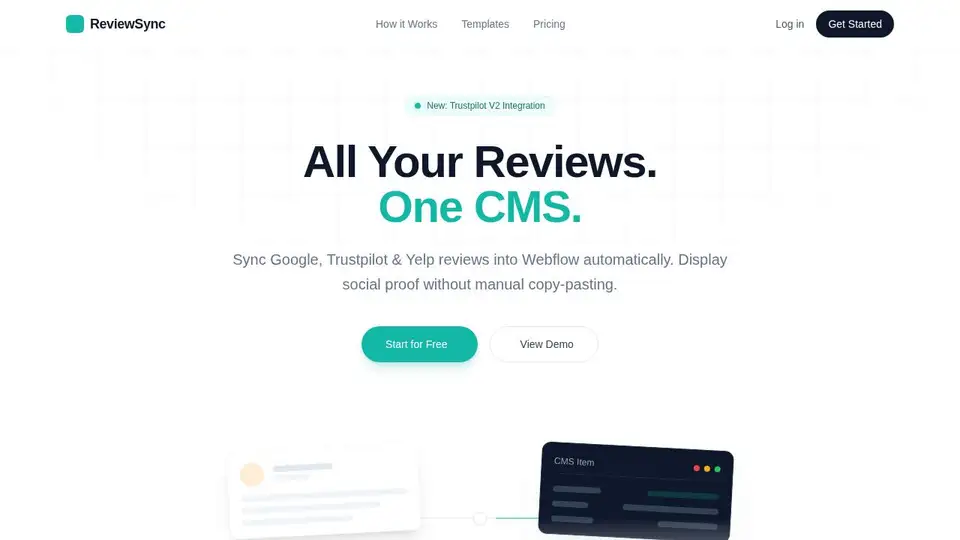 ReviewSync
How it Works
Templates
Pricing
Log in
Get Started
New: Trustpilot V2 Integration
All Your Reviews.
One CMS.
Sync Google, Trustpilot & Yelp reviews into Webflow automatically. Display
social proof without manual copy-pasting.
Start for Free
View Demo
CMS Item